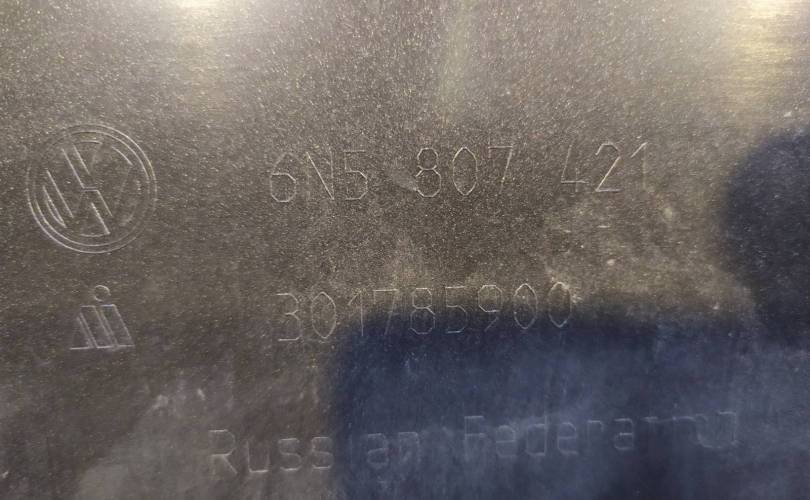 6N5 807 421
301785900
Russian Federation